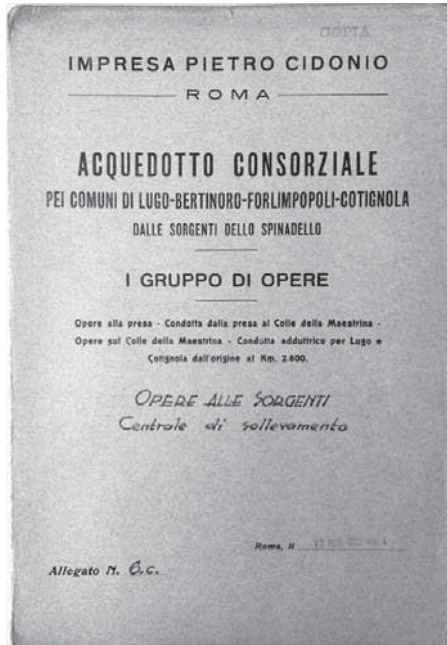 COPIA
IMPRESA PIETRO CIDONIO
ROMA
ACQUEDOTTO CONSORZIALE
PEI COMUNI DI LUGO-BERTINORO-FORLIMPOPOLI-COTIGNOLA
DALLE SORGENTI DELLO SPINADELLO
I GRUPPO DI OPERE
Opere alla presa - Condotta dalla presa al Colle della Maestrina -
Opere sul Colle della Maestrina - Condotta adduttrice per Lugo e
Cotignola dall'origine al Km. 2.600.
OPERE ALLE SORGENTI
Centrale di sollevamento
Roma, li
Allegato N. 6.c.